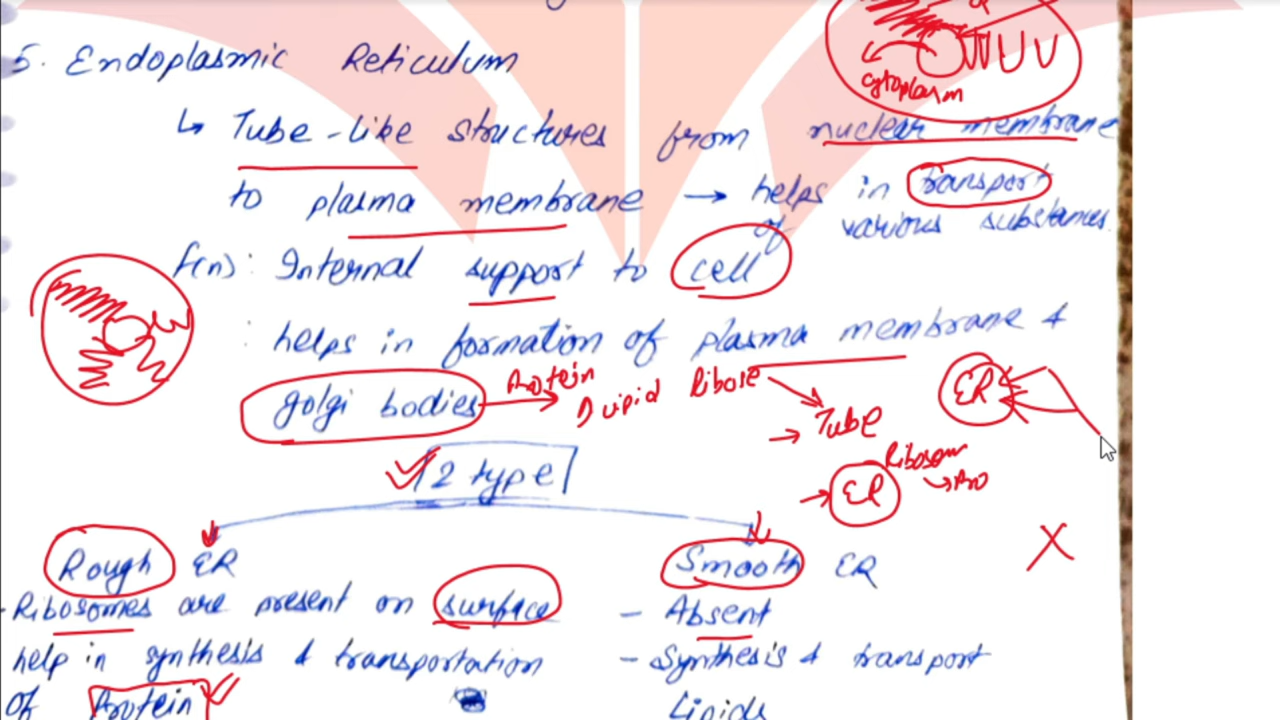 cytoplasm
5. Endoplasmic Reticulum
↳ Tube-like structures from nuclear membrane
to plasma membrane → helps in transport
of various substances.
f(n): Internal support to cell
: helps in formation of plasma membrane &
golgi bodies → Protein Lipid Ribose
Tube
ER
2 type
Ribosom
→ ER
↳ Pro
Rough ER
Smooth ER
- Ribosomes are present on surface
- Absent
help in synthesis & transportation
- Synthesis & transport
of Protein
Lipids